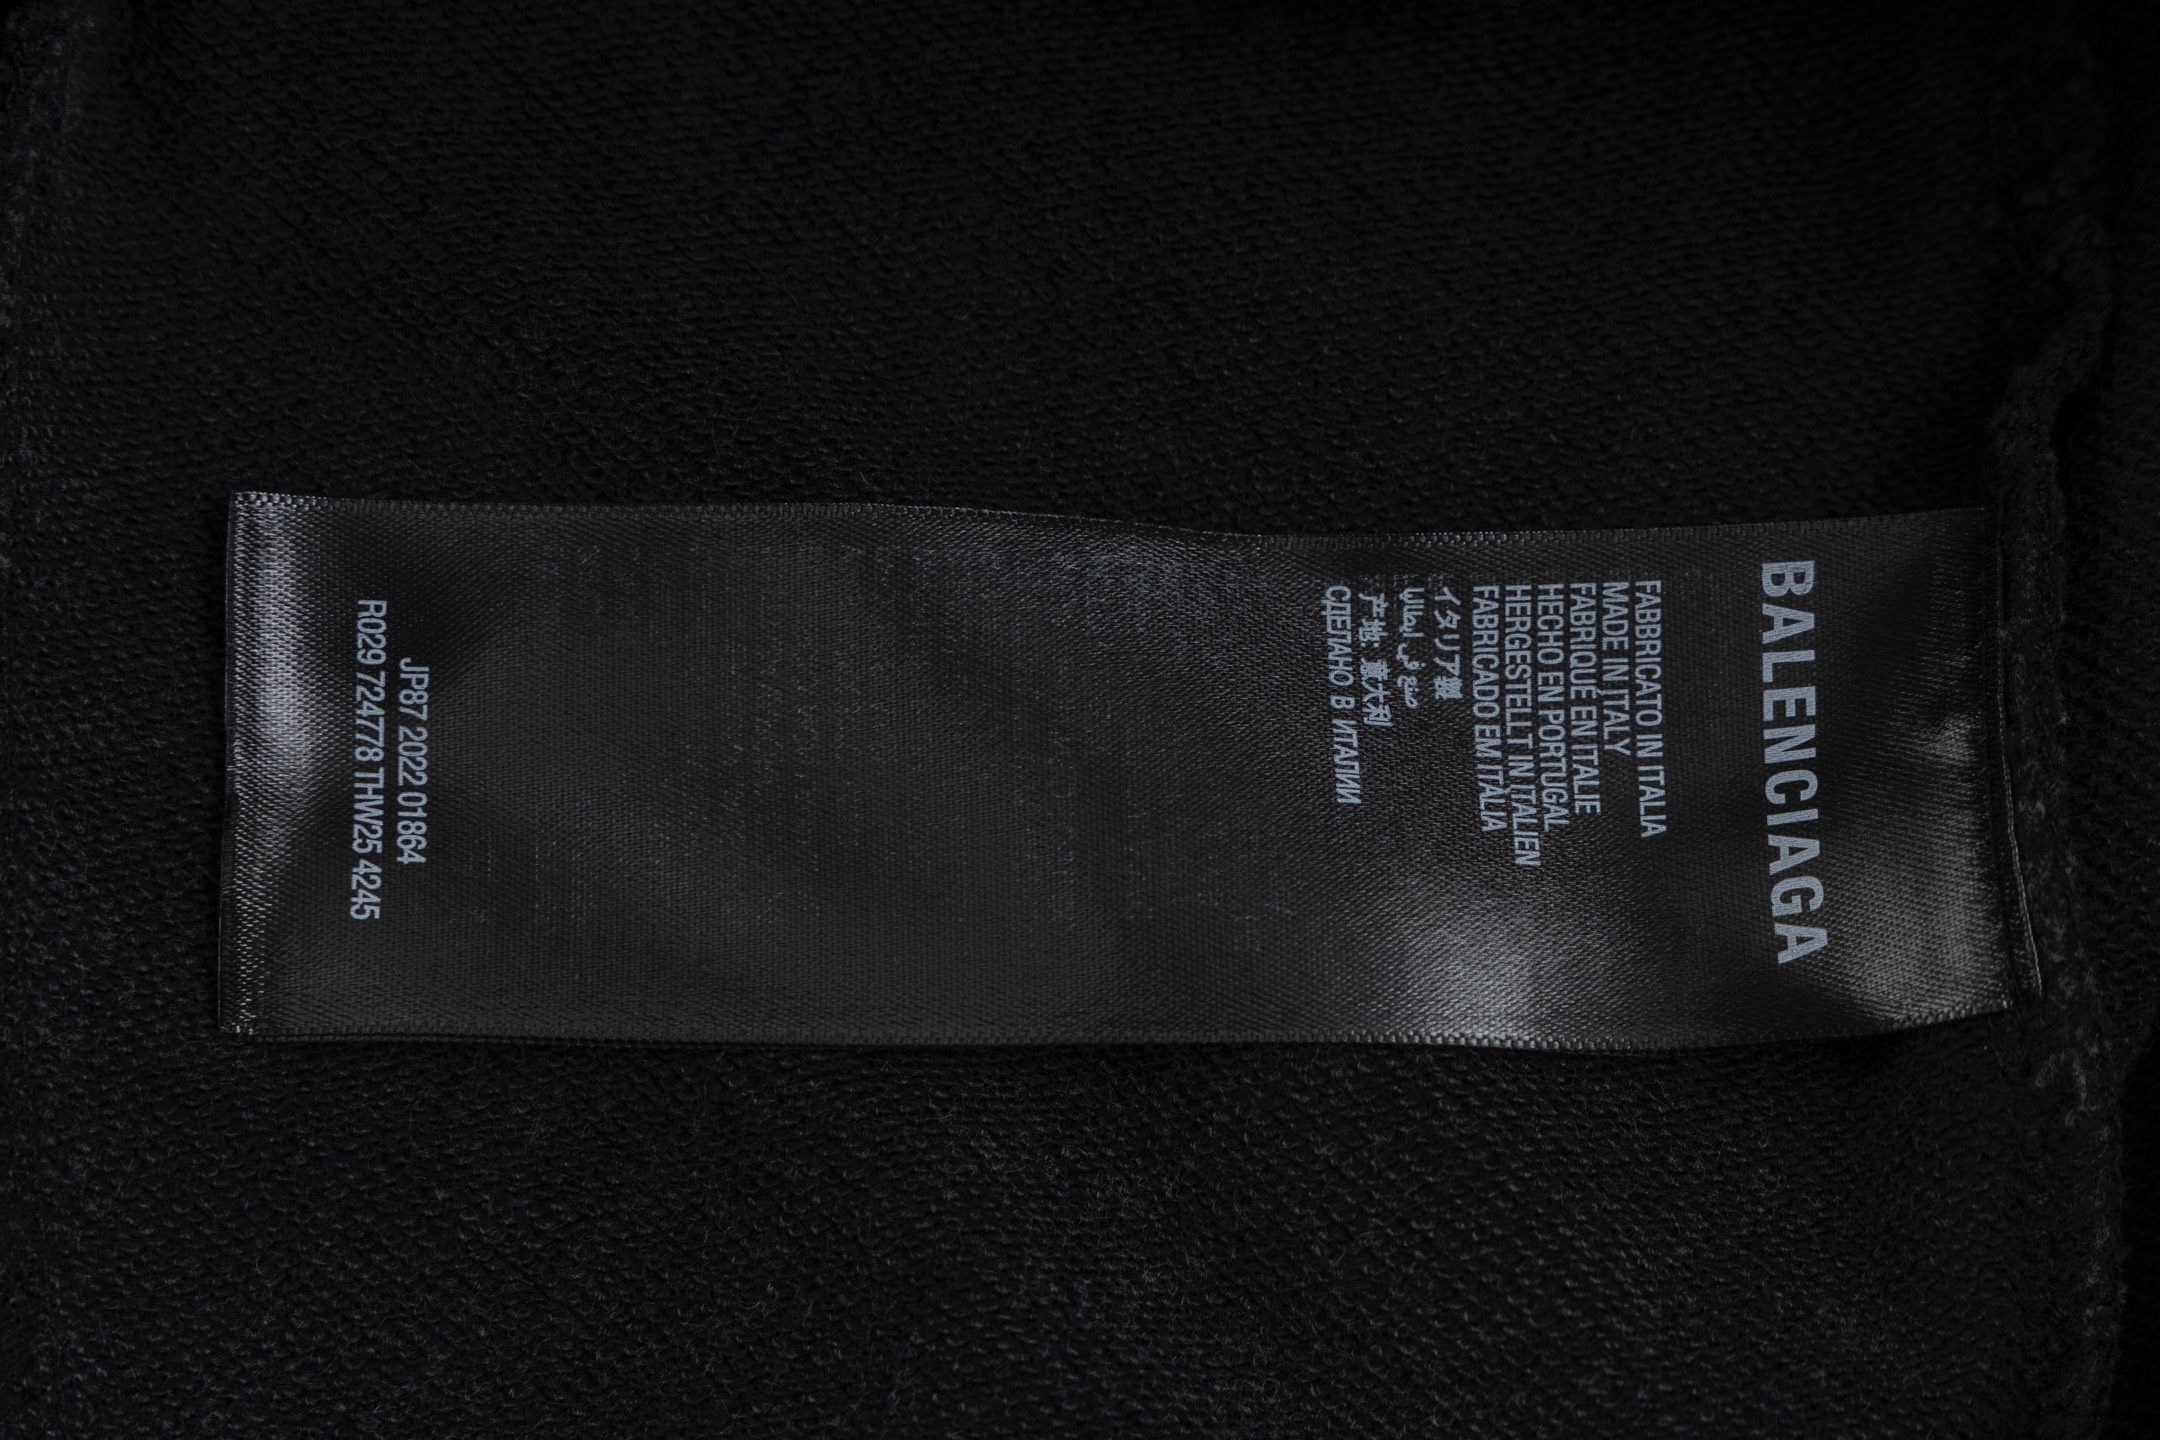 BALENCIAGA
FABBRICATO IN ITALIA
MADE IN ITALY
FABRIQUÉ EN ITALIE
HECHO EN PORTUGAL
HERGESTELLT IN ITALIEN
FABRICADO EM ITÁLIA
イタリア製
صنع في ايطاليا
产地 意大利
СДЕЛАНО В ИТАЛИИ
JP87 2022 01864
R029 724778 THW25 4245